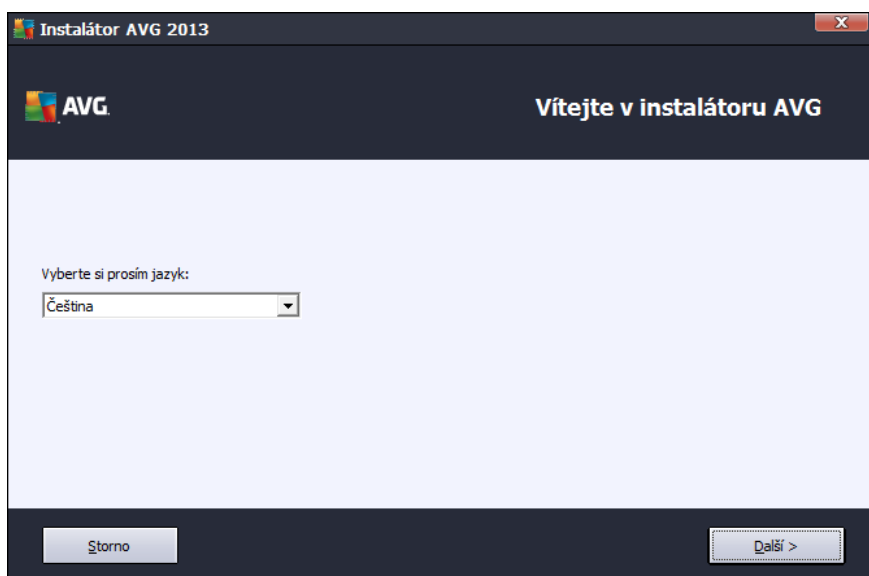 Instalátor AVG 2013
X
AVG.
Vítejte v instalátoru AVG
Vyberte si prosím jazyk:
Čeština
Storno
Další >